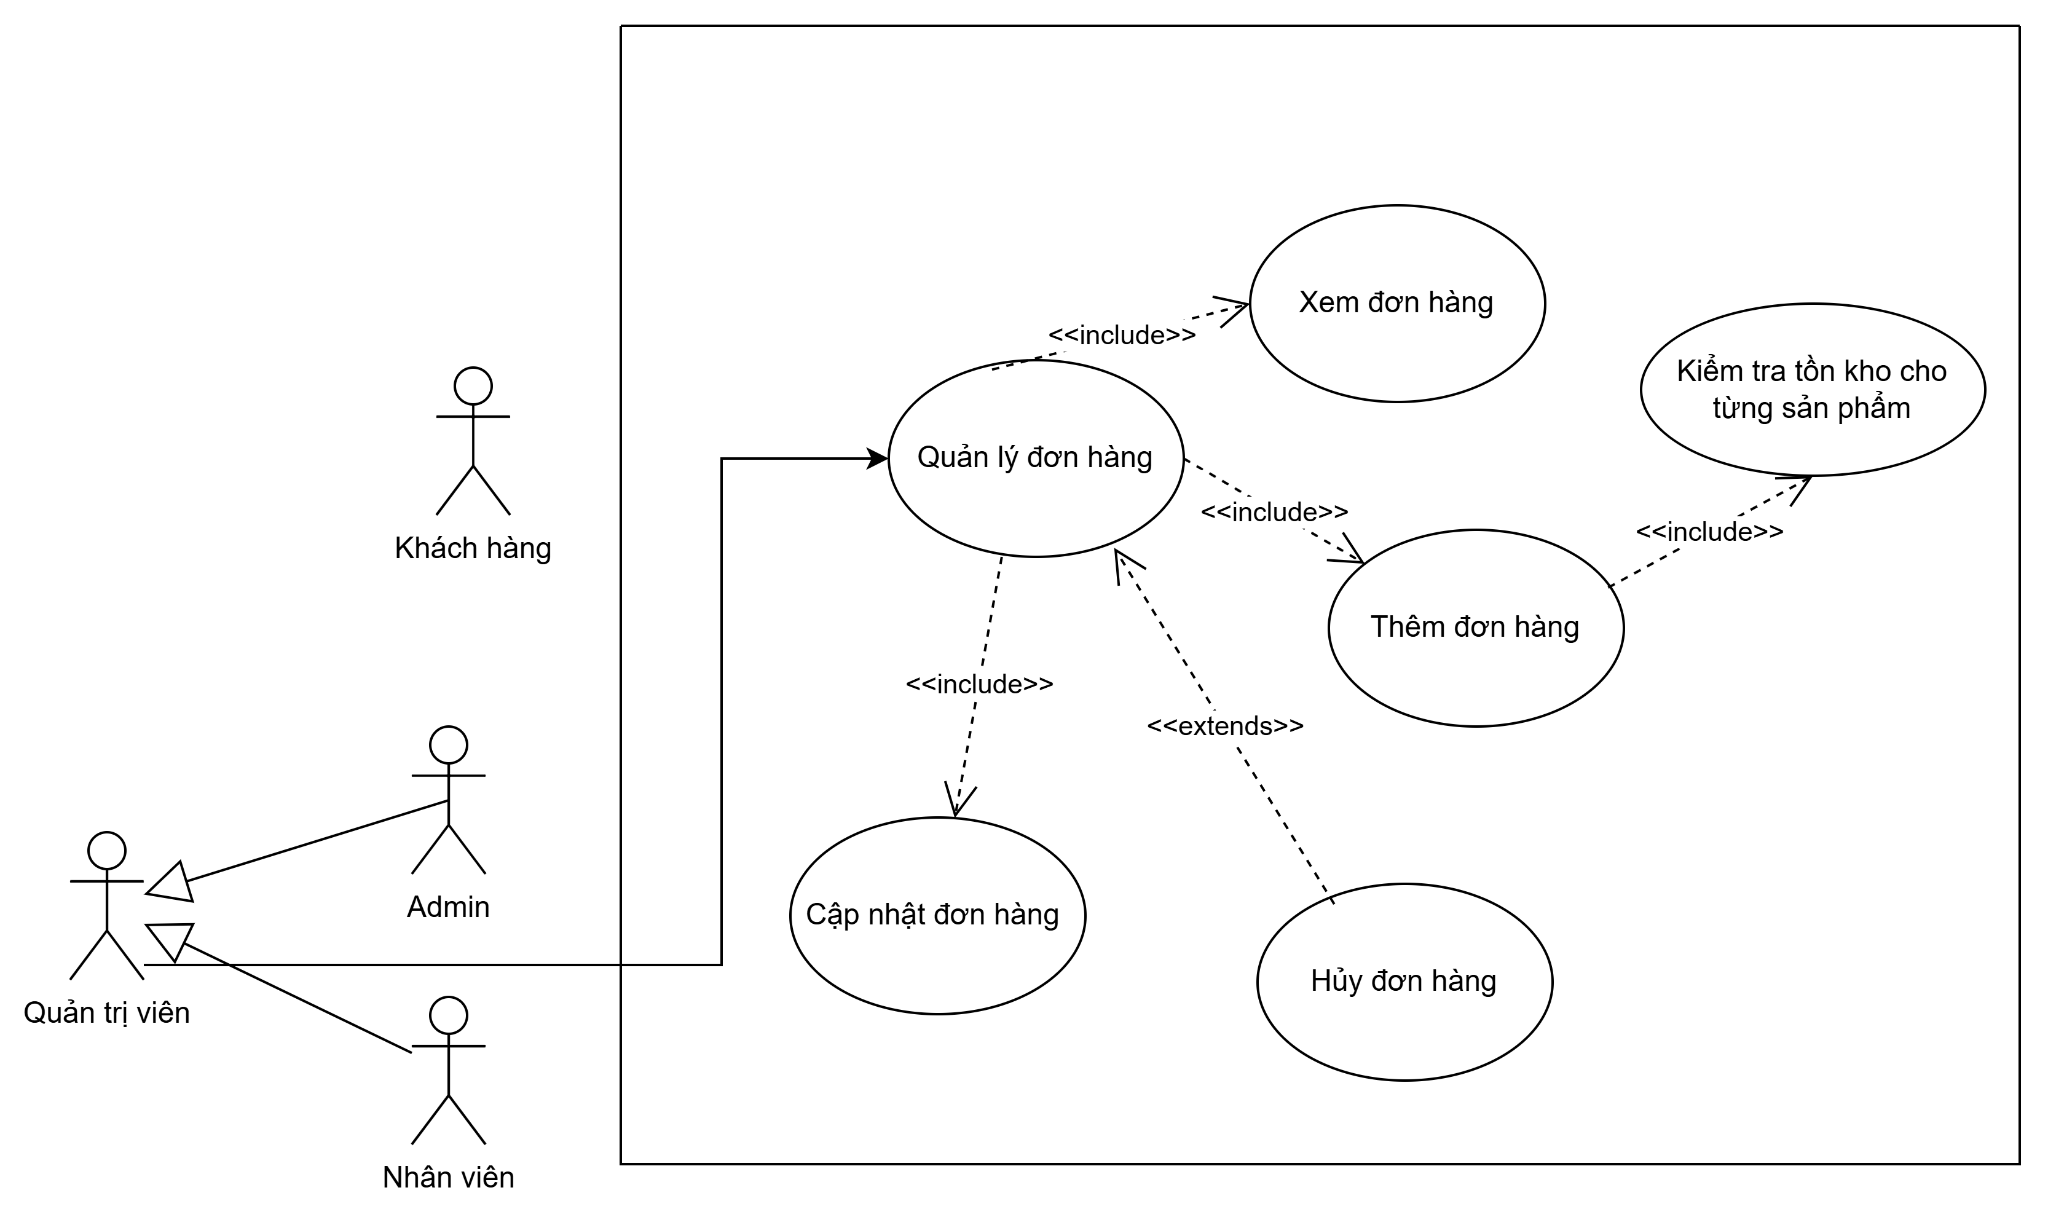 Xem đơn hàng
<<include>>
Kiểm tra tồn kho cho
từng sản phẩm
Quản lý đơn hàng
<<include>>
<<include>>
Khách hàng
Thêm đơn hàng
<<include>>
<<extends>>
Admin
Cập nhật đơn hàng
Hủy đơn hàng
Quản trị viên
Nhân viên